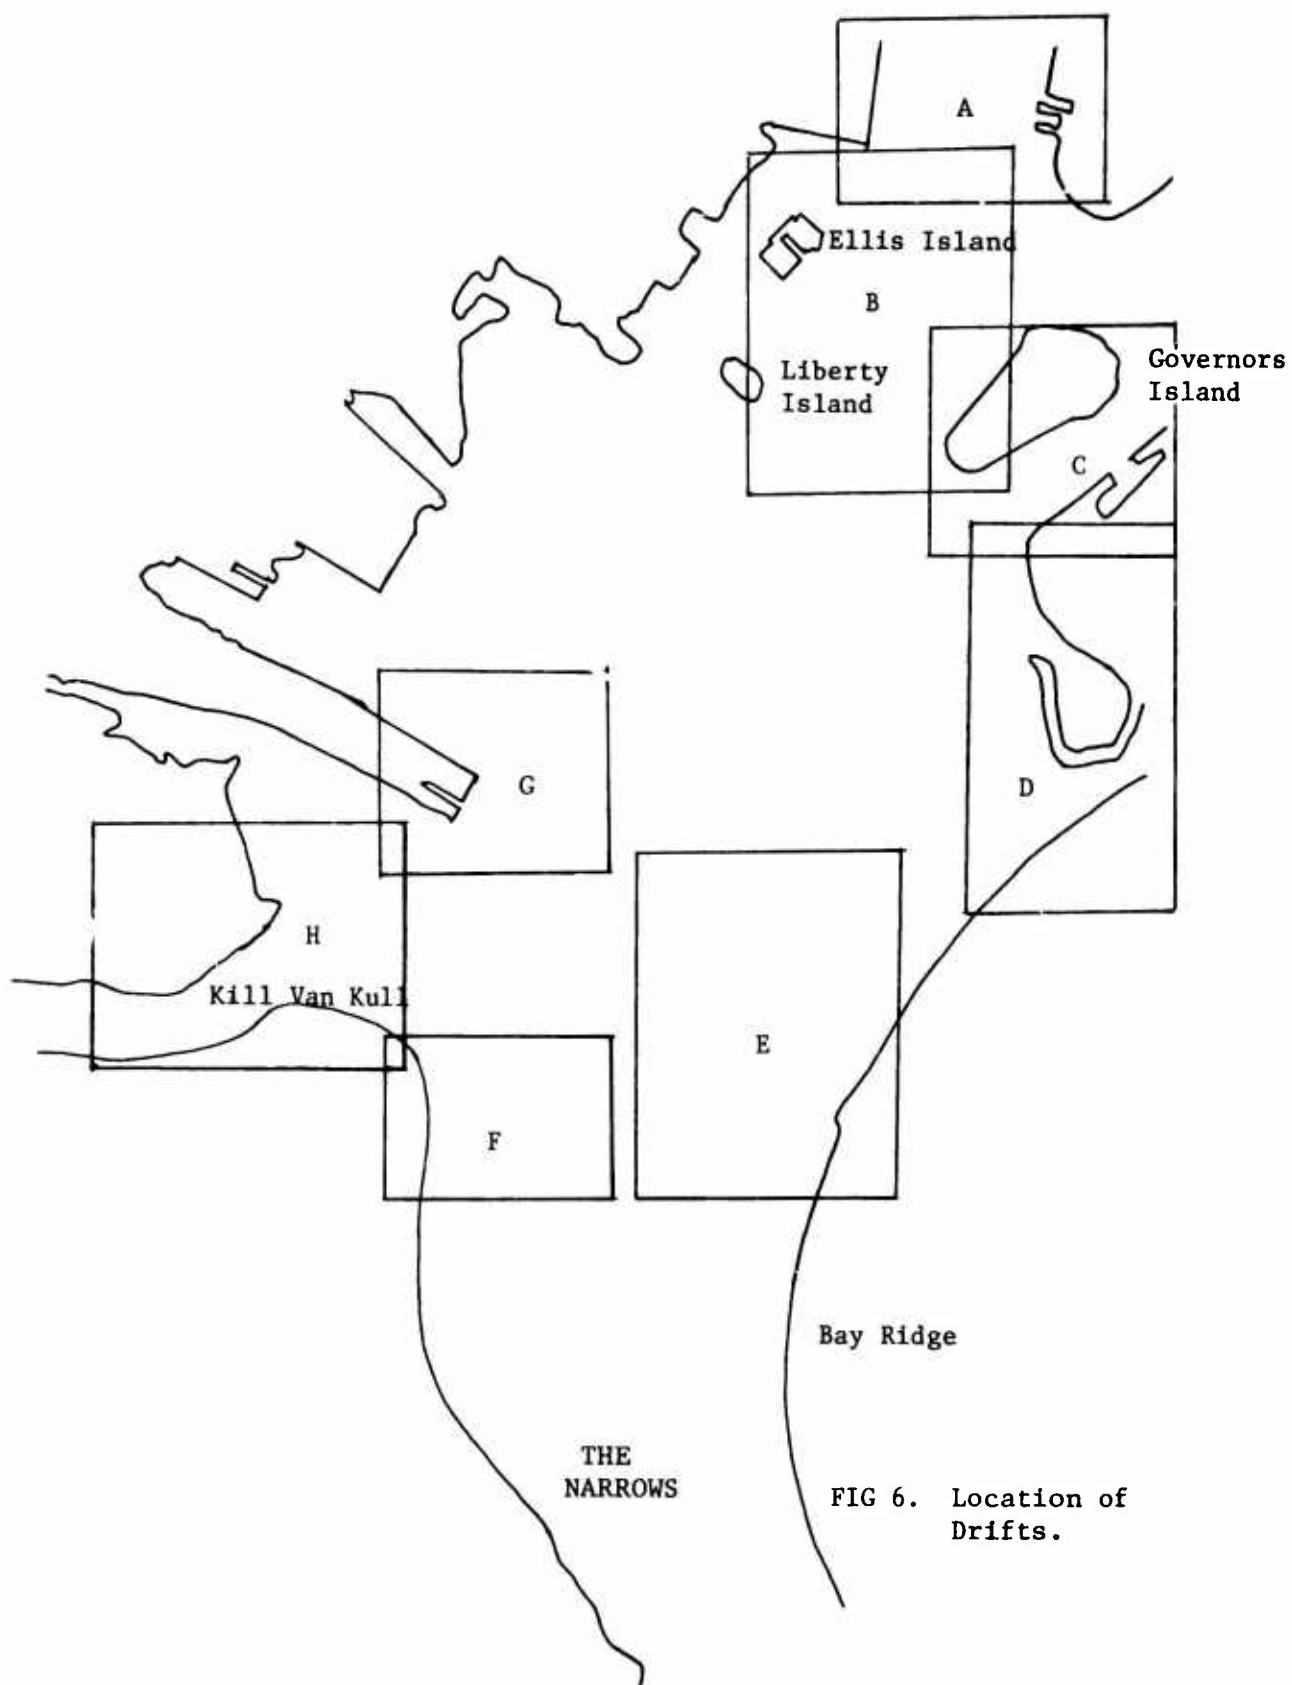 A
Ellis Island
B
Governors
Island
Liberty
Island
C
G
D
H
Kill Van Kull
E
F
Bay Ridge
THE
NARROWS
FIG 6. Location of
Drifts.